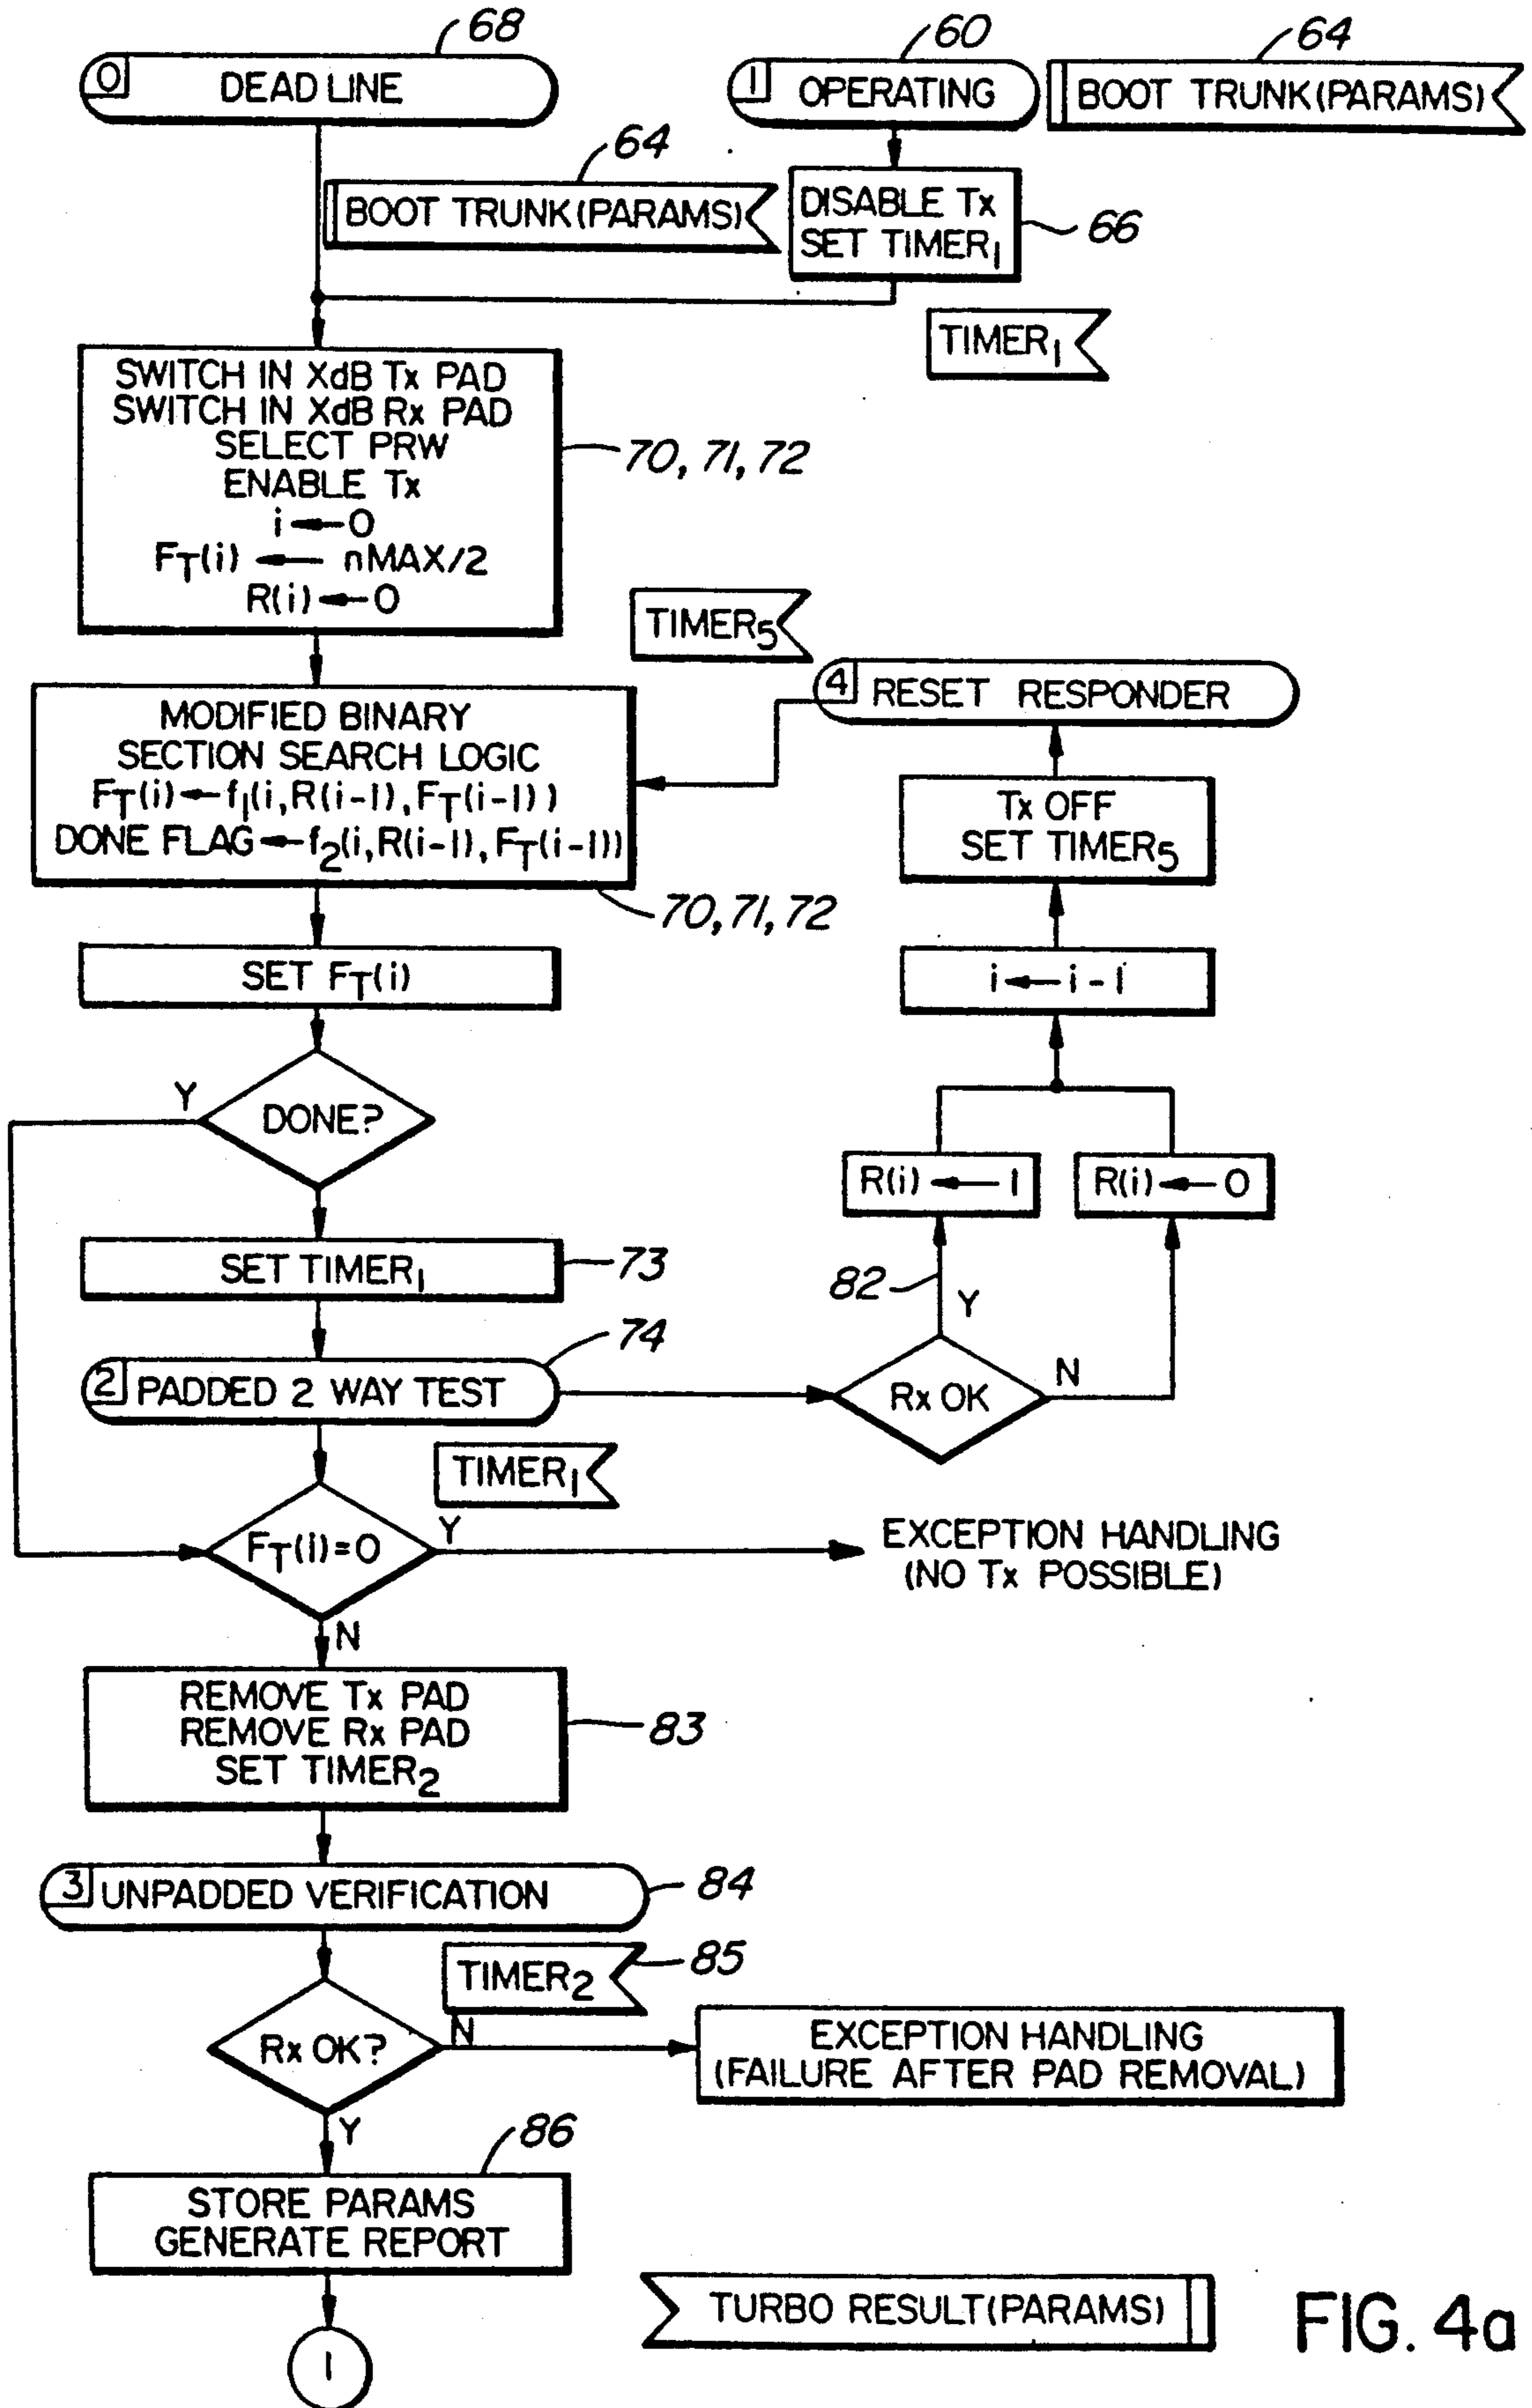 68
60
64
0 DEAD LINE
1 OPERATING
BOOT TRUNK(PARAMS)
64
BOOT TRUNK(PARAMS)
DISABLE Tx
SET TIMER1
66
TIMER1
SWITCH IN XdB Tx PAD
SWITCH IN XdB Rx PAD
SELECT PRW
ENABLE Tx
i ← 0
FT(i) ← nMAX/2
R(i) ← 0
70, 71, 72
TIMER5
4 RESET RESPONDER
MODIFIED BINARY
SECTION SEARCH LOGIC
FT(i) ← f1(i, R(i-1), FT(i-1))
DONE FLAG ← f2(i, R(i-1), FT(i-1))
70, 71, 72
Tx OFF
SET TIMER5
SET FT(i)
i ← i - 1
Y
DONE?
R(i) ← 1
R(i) ← 0
SET TIMER1
73
82
Y
74
2 PADDED 2 WAY TEST
Rx OK
N
TIMER1
FT(i) = 0
Y
EXCEPTION HANDLING
(NO Tx POSSIBLE)
N
REMOVE Tx PAD
REMOVE Rx PAD
SET TIMER2
83
3 UNPADDED VERIFICATION
84
TIMER2
85
Rx OK?
N
EXCEPTION HANDLING
(FAILURE AFTER PAD REMOVAL)
Y
86
STORE PARAMS
GENERATE REPORT
TURBO RESULT(PARAMS)
1
FIG. 4a